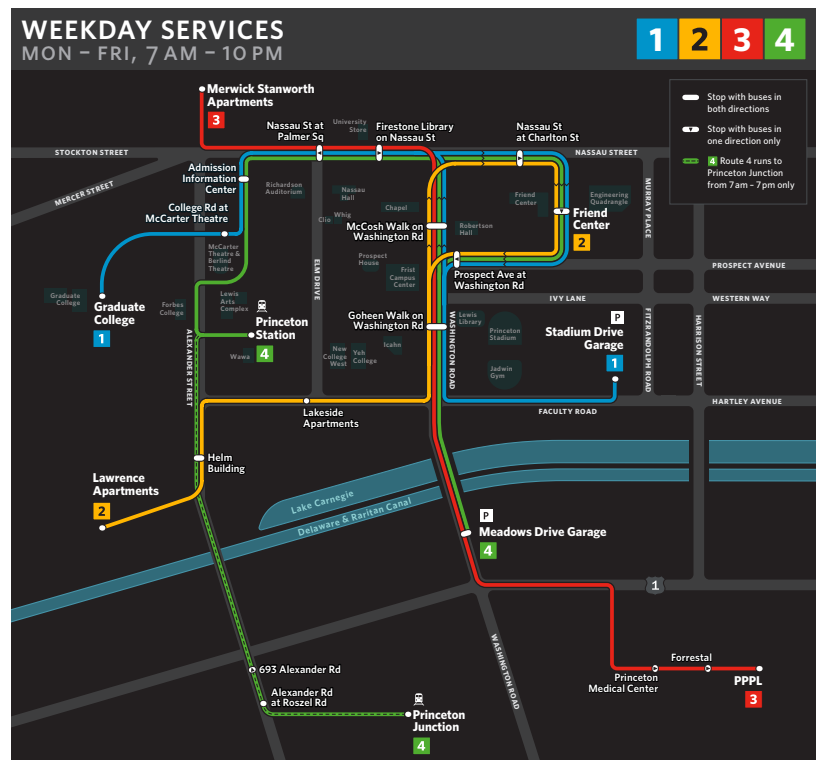 WEEKDAY SERVICES
MON – FRI, 7 AM – 10 PM
1 2 3 4
Merwick Stanworth
Apartments
3
Stop with buses in
both directions
Stop with buses in
one direction only
4 Route 4 runs to
Princeton Junction
from 7am – 7pm only
Nassau St at
Palmer Sq
University
Store
Firestone Library
on Nassau St
Nassau St
at Charlton St
STOCKTON STREET
NASSAU STREET
MERCER STREET
Admission
Information
Center
Richardson
Auditorium
Nassau
Hall
Chapel
Friend
Center
Engineering
Quadrangle
MURRAY PLACE
College Rd at
McCarter Theatre
Clio
Whig
McCosh Walk on
Washington Rd
Robertson
Hall
Friend
Center
2
McCarter
Theatre &
Berlind
Theatre
ELM DRIVE
Prospect
House
Frist
Campus
Center
Prospect Ave at
Washington Rd
PROSPECT AVENUE
Graduate
College
Graduate
College
1
Forbes
College
Lewis
Arts
Complex
IVY LANE
WESTERN WAY
Princeton
Station
4
Goheen Walk on
Washington Rd
WASHINGTON ROAD
Lewis
Library
Princeton
Stadium
P
Stadium Drive
Garage
1
FITZRANDOLPH ROAD
HARRISON STREET
ALEXANDER STREET
Wawa
New
College
West
Yeh
College
Icahn
Jadwin
Gym
Lakeside
Apartments
FACULTY ROAD
HARTLEY AVENUE
Helm
Building
Lawrence
Apartments
2
Lake Carnegie
Delaware & Raritan Canal
P
Meadows Drive Garage
4
1
WASHINGTON ROAD
693 Alexander Rd
Alexander Rd
at Roszel Rd
Princeton
Junction
4
Forrestal
Princeton
Medical Center
PPPL
3